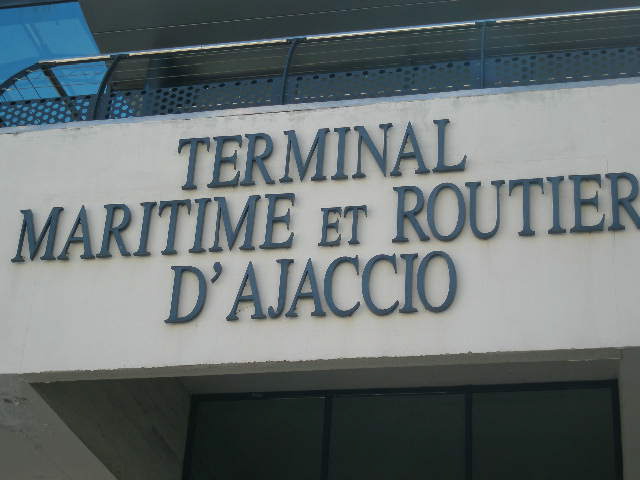 TERMINAL
MARITIME ET ROUTIER
D'AJACCIO